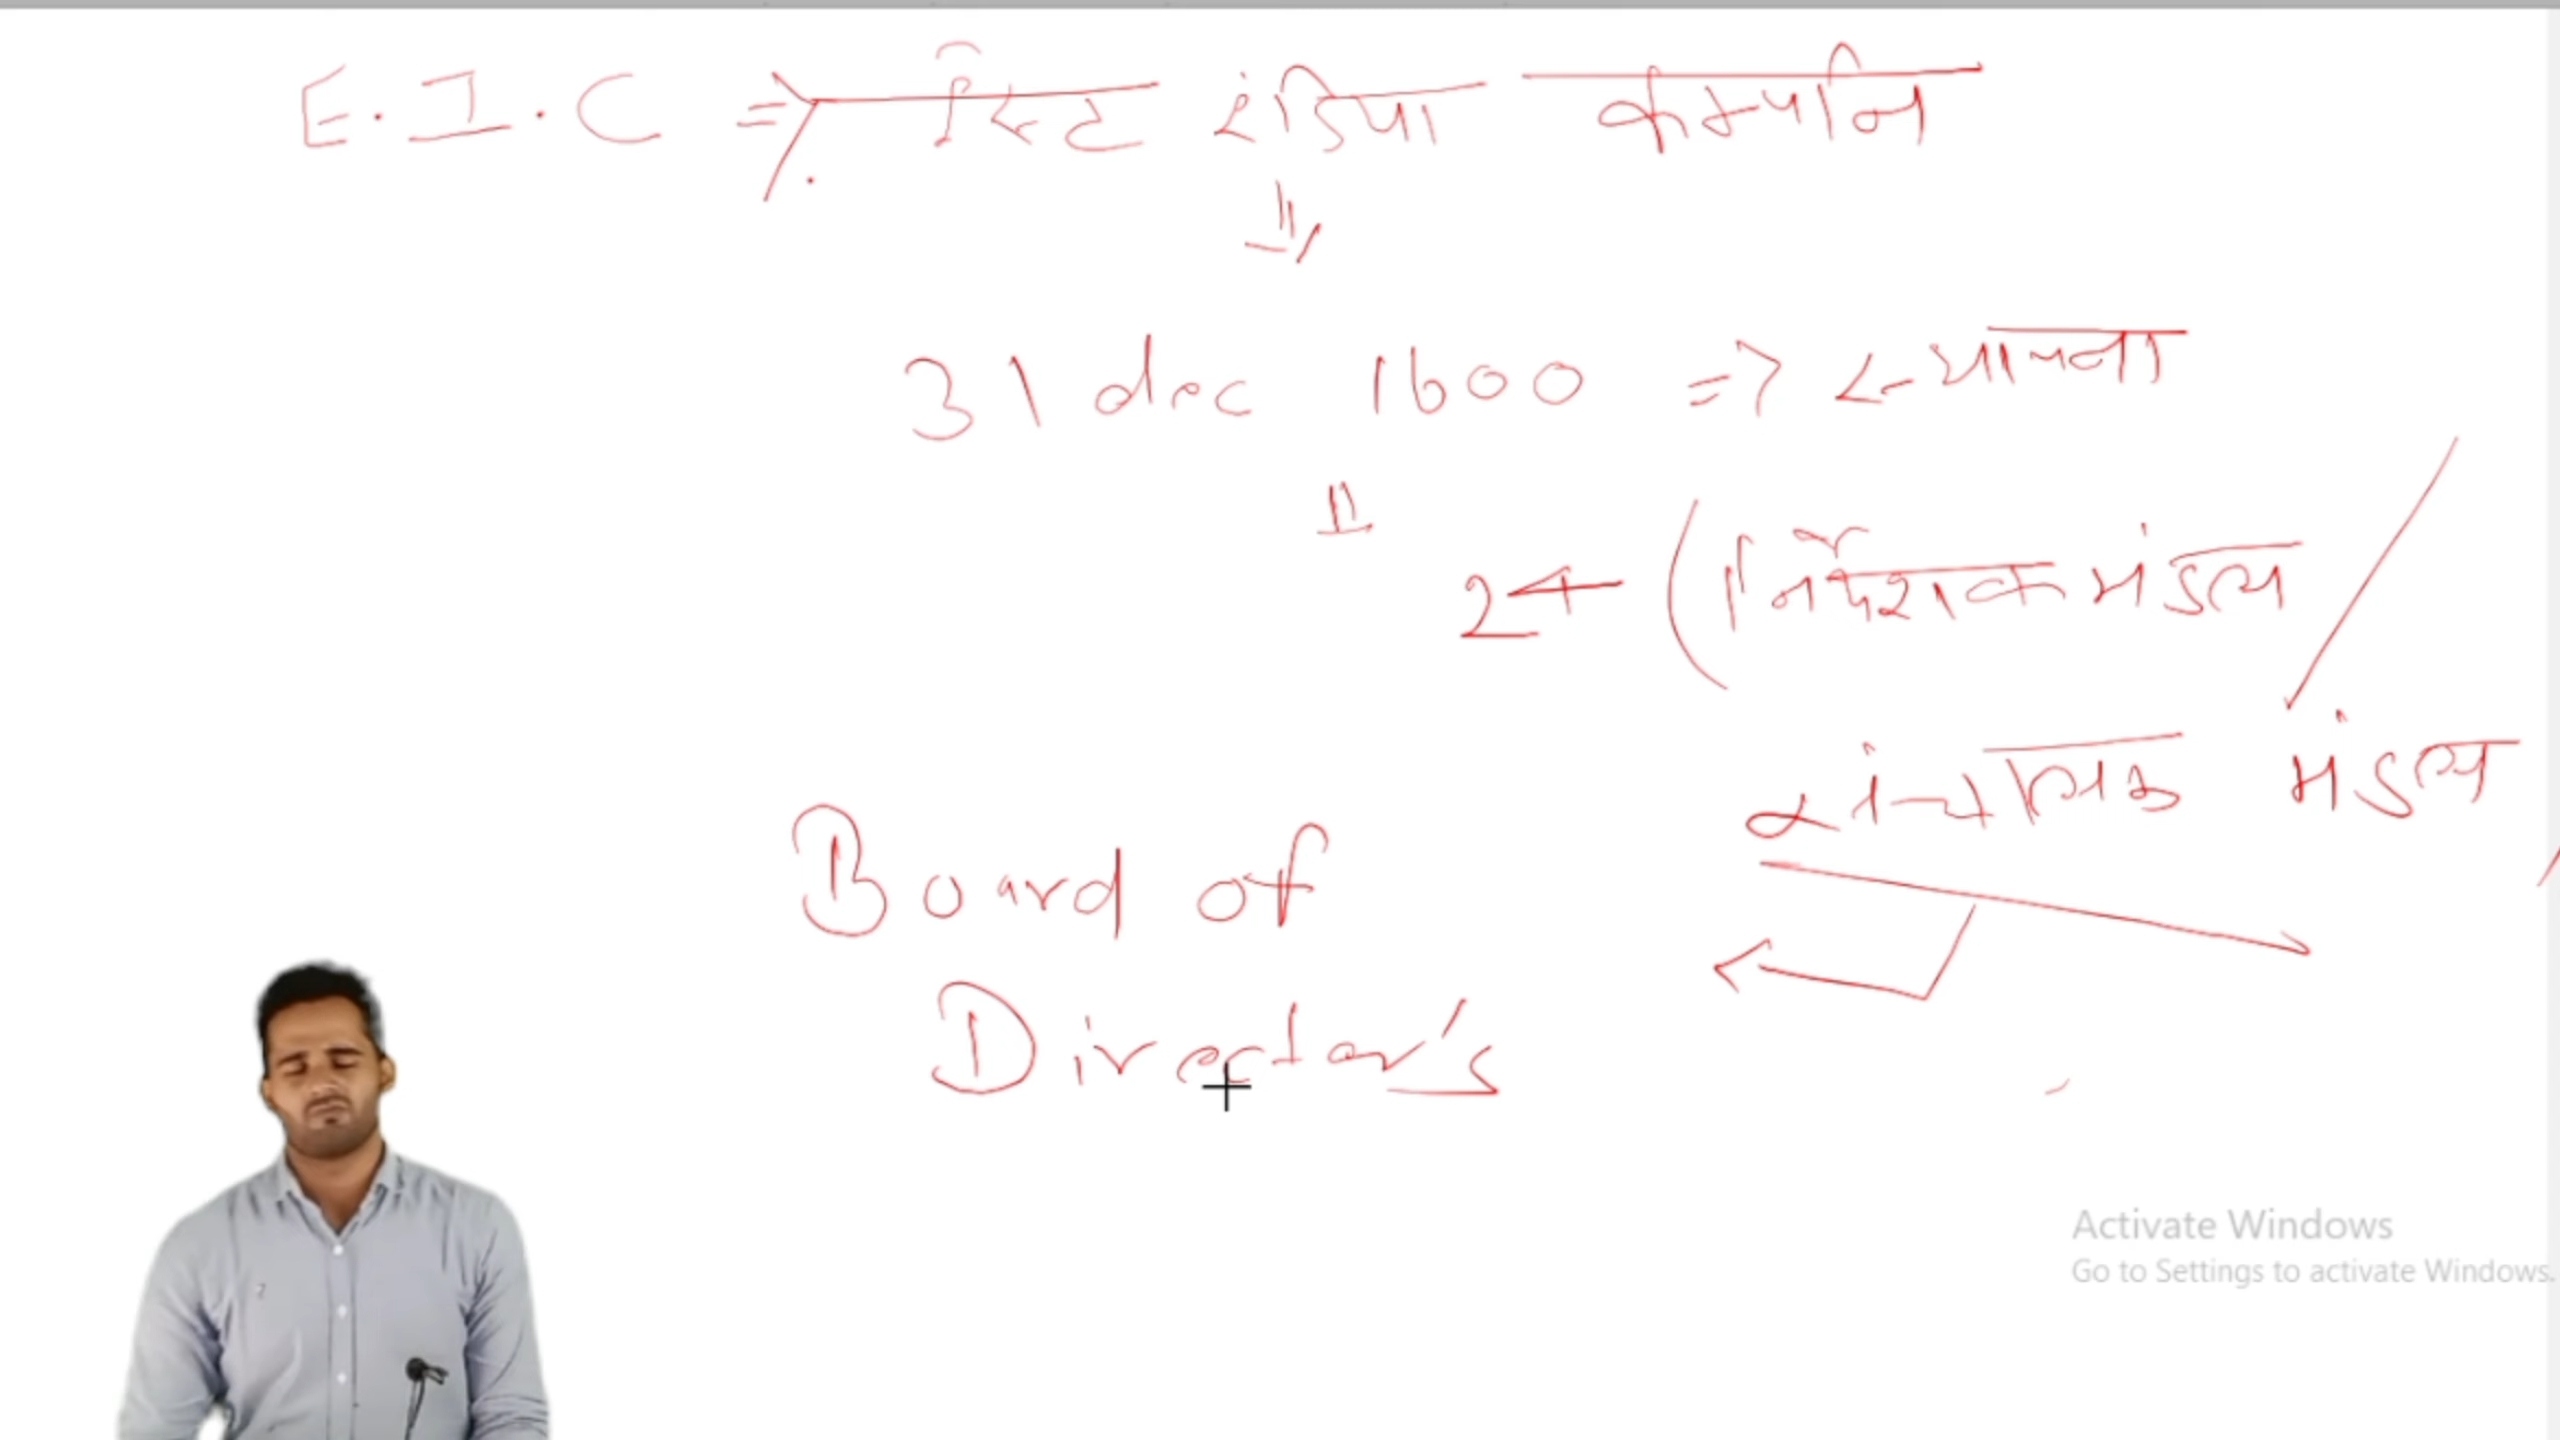 E.I.C => ईस्ट इंडिया कम्पनि
31 dec 1600 => स्थापना
24 (निर्देशक मंडल
संचालक मंडल
Board of
Director's
Activate Windows
Go to Settings to activate Windows.